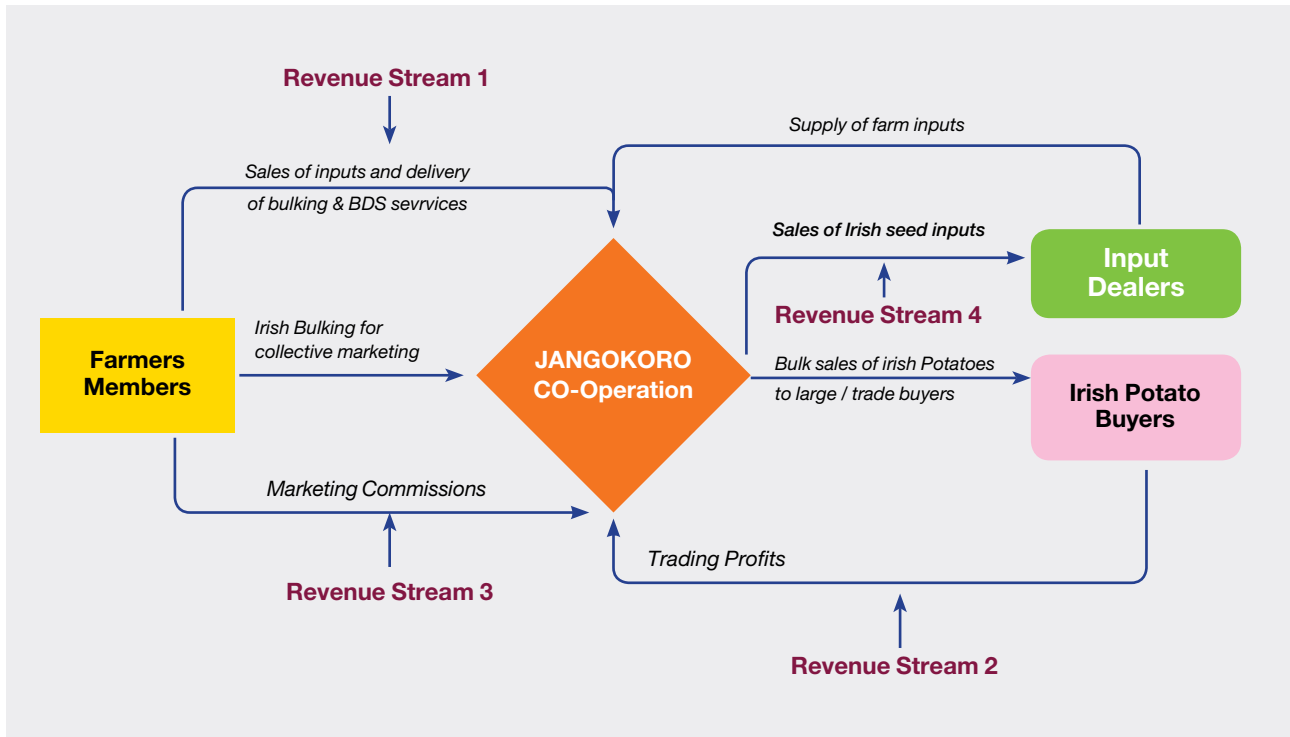 Revenue Stream 1
Supply of farm inputs
Sales of inputs and delivery
of bulking & BDS sevrvices
Sales of Irish seed inputs
Input
Dealers
Revenue Stream 4
Irish Bulking for
collective marketing
Farmers
Members
JANGOKORO
CO-Operation
Bulk sales of irish Potatoes
to large / trade buyers
Irish Potato
Buyers
Marketing Commissions
Trading Profits
Revenue Stream 3
Revenue Stream 2